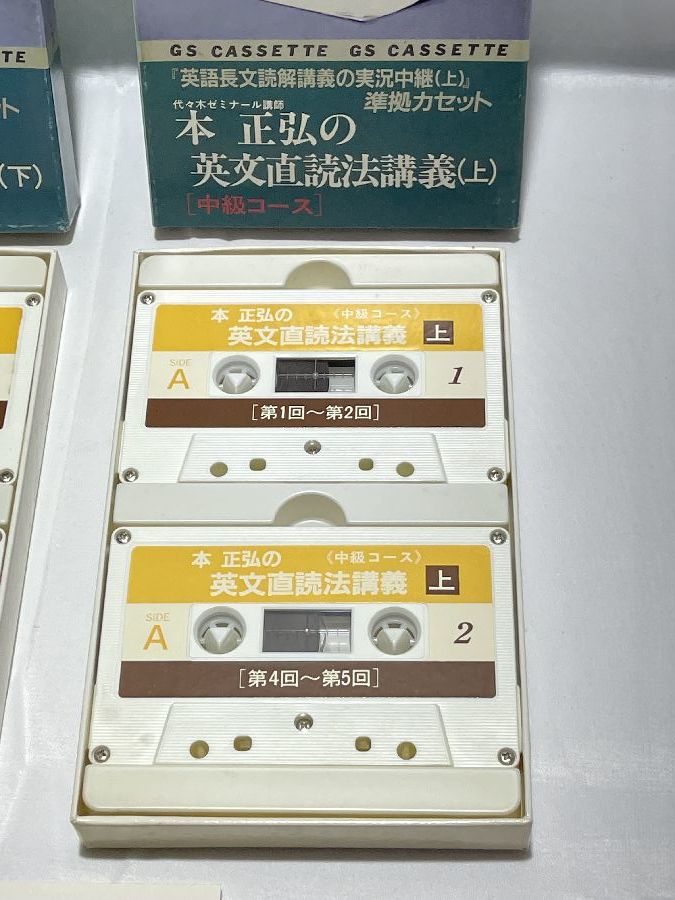 GS CASSETTE GS CASSETTE
『英語長文読解講義の実況中継(上)』
準拠カセット
代々木ゼミナール講師
本 正弘の
英文直読法講義(上)
[中級コース]
TTE
ット
(下)
本 正弘の 《中級コース》
英文直読法講義 上
SIDE
A
1
[第1回〜第2回]
本 正弘の 《中級コース》
英文直読法講義 上
SIDE
A
2
[第4回〜第5回]